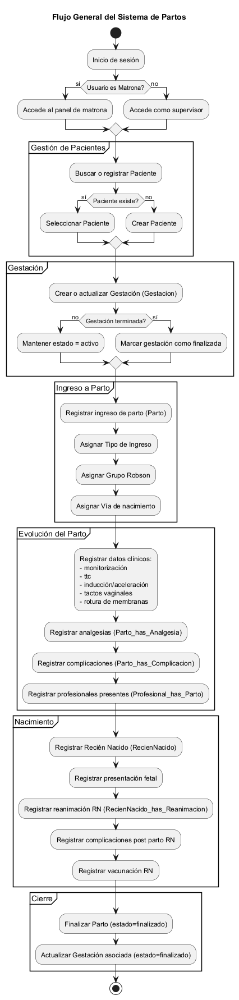 Flujo General del Sistema de Partos
Inicio de sesión
sí
Usuario es Matrona?
no
Accede al panel de matrona
Accede como supervisor
Gestión de Pacientes
Buscar o registrar Paciente
sí
Paciente existe?
no
Seleccionar Paciente
Crear Paciente
Gestación
Crear o actualizar Gestación (Gestacion)
no
Gestación terminada?
sí
Mantener estado = activo
Marcar gestación como finalizada
Ingreso a Parto
Registrar ingreso de parto (Parto)
Asignar Tipo de Ingreso
Asignar Grupo Robson
Asignar Vía de nacimiento
Evolución del Parto
Registrar datos clínicos:
- monitorización
- ttc
- inducción/aceleración
- tactos vaginales
- rotura de membranas
Registrar analgesias (Parto_has_Analgesia)
Registrar complicaciones (Parto_has_Complicacion)
Registrar profesionales presentes (Profesional_has_Parto)
Nacimiento
Registrar Recién Nacido (RecienNacido)
Registrar presentación fetal
Registrar reanimación RN (RecienNacido_has_Reanimacion)
Registrar complicaciones post parto RN
Registrar vacunación RN
Cierre
Finalizar Parto (estado=finalizado)
Actualizar Gestación asociada (estado=finalizado)